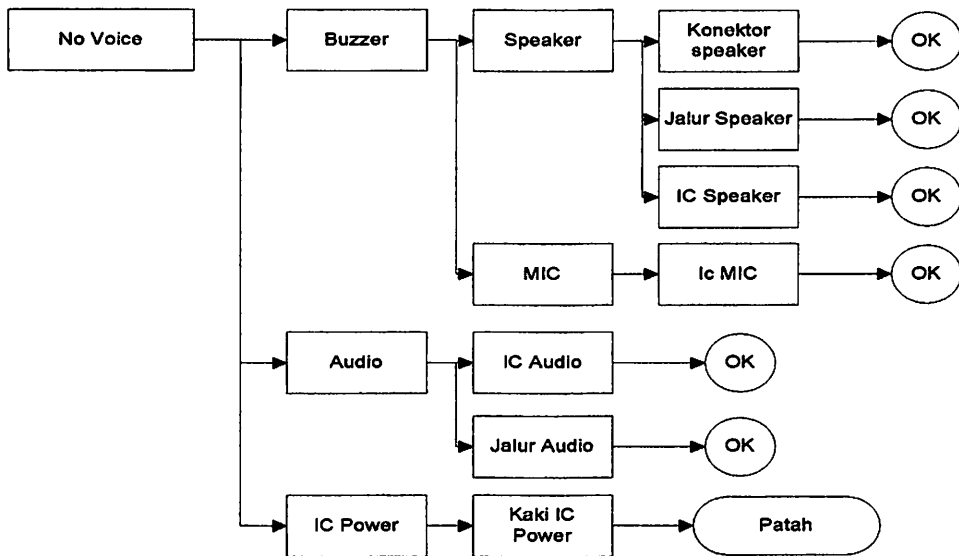 No Voice
Buzzer
Speaker
Konektor
speaker
OK
Jalur Speaker
OK
IC Speaker
OK
MIC
Ic MIC
OK
Audio
IC Audio
OK
Jalur Audio
OK
IC Power
Kaki IC
Power
Patah